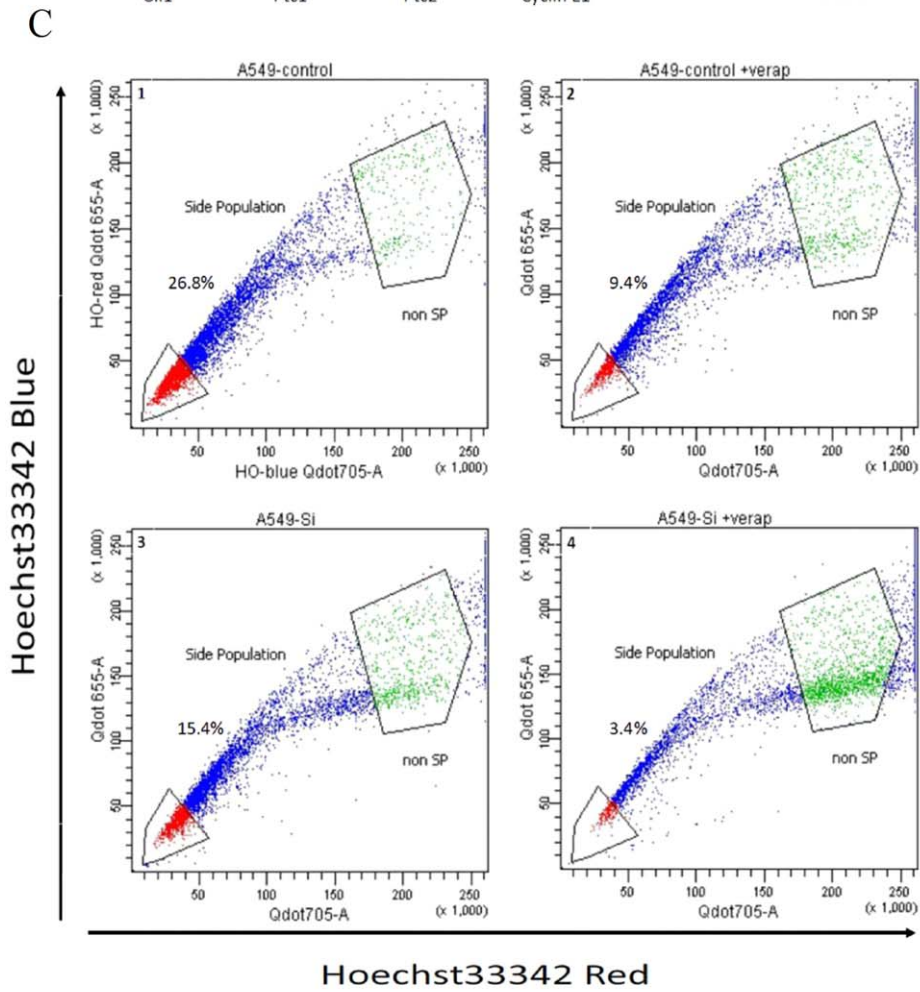 C
A549-control
1
(x 1,000)
250
200
150
100
50
HO-red Qdot 655-A
Side Population
26.8%
non SP
50 100 150 200 250
HO-blue Qdot705-A (x 1,000)
A549-control +verap
2
(x 1,000)
250
200
150
100
50
Qdot 655-A
Side Population
9.4%
non SP
50 100 150 200 250
Qdot705-A (x 1,000)
A549-Si
3
(x 1,000)
250
200
150
100
50
Qdot 655-A
Side Population
15.4%
non SP
50 100 150 200 250
Qdot705-A (x 1,000)
A549-Si +verap
4
(x 1,000)
250
200
150
100
50
Qdot 655-A
Side Population
3.4%
non SP
50 100 150 200 250
Qdot705-A (x 1,000)
Hoechst33342 Blue
Hoechst33342 Red